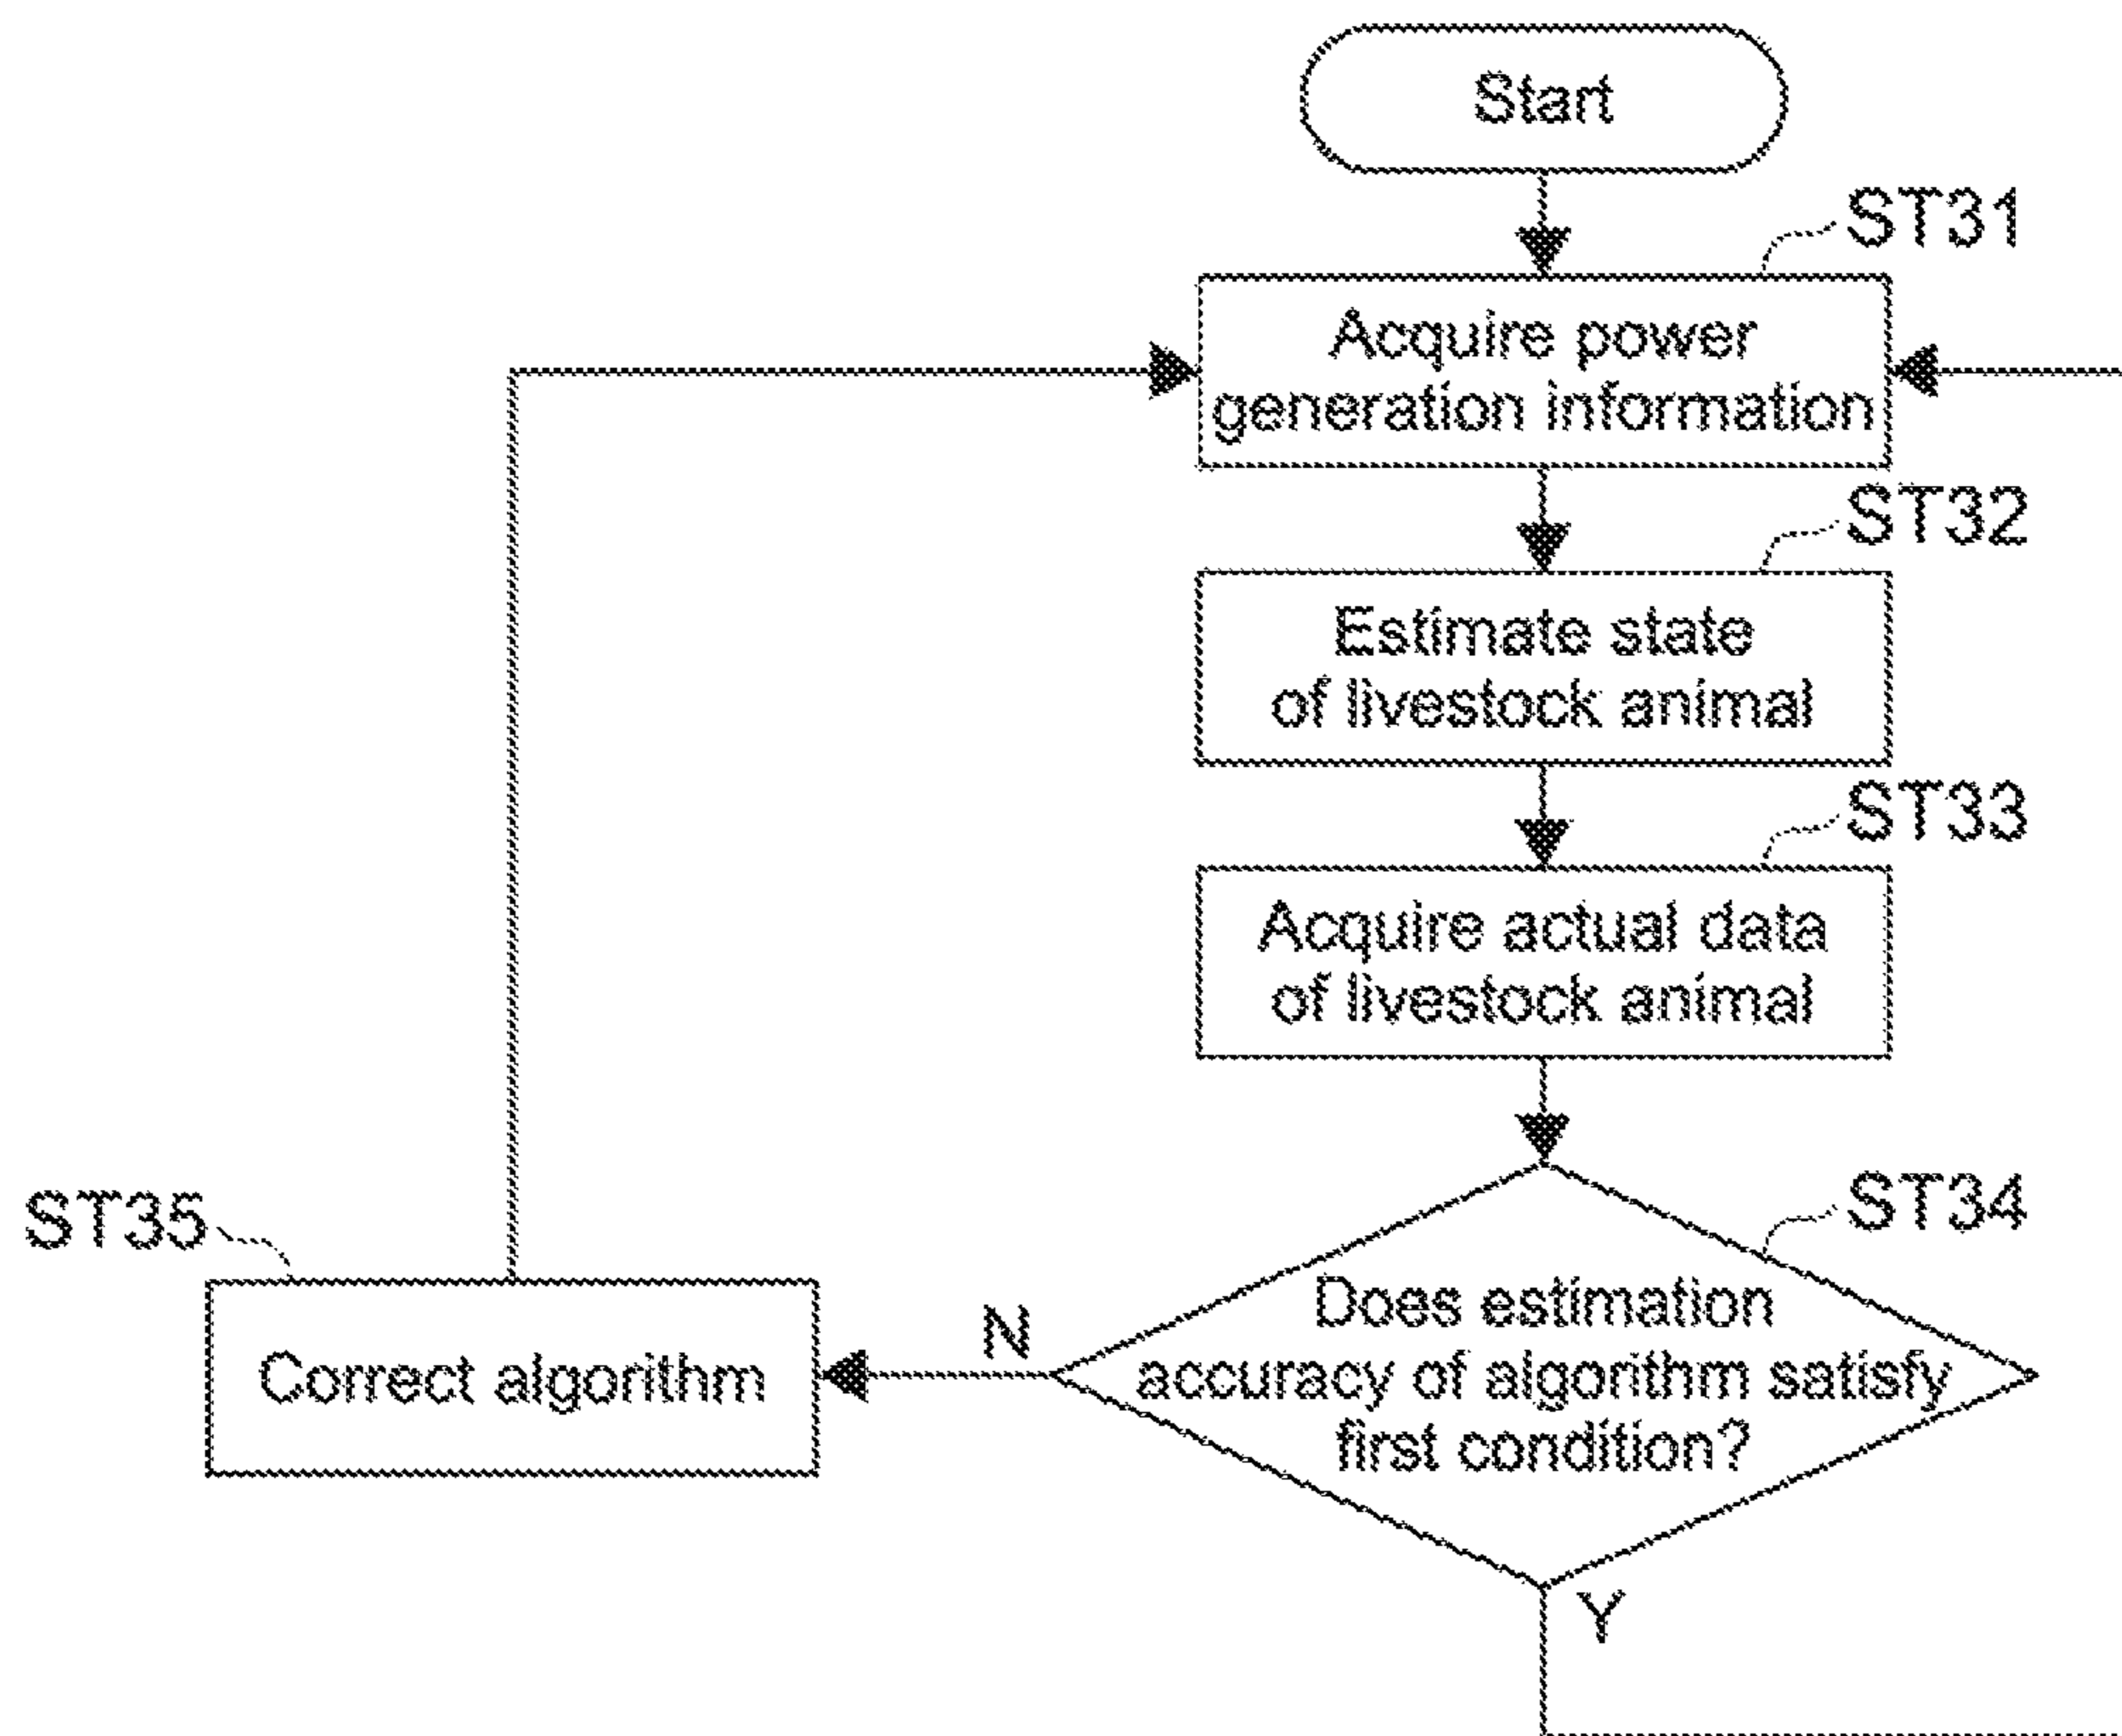 Start
ST31
Acquire power
generation information
ST32
Estimate state
of livestock animal
ST33
Acquire actual data
of livestock animal
ST34
Does estimation
accuracy of algorithm satisfy
first condition?
N
ST35
Correct algorithm
Y